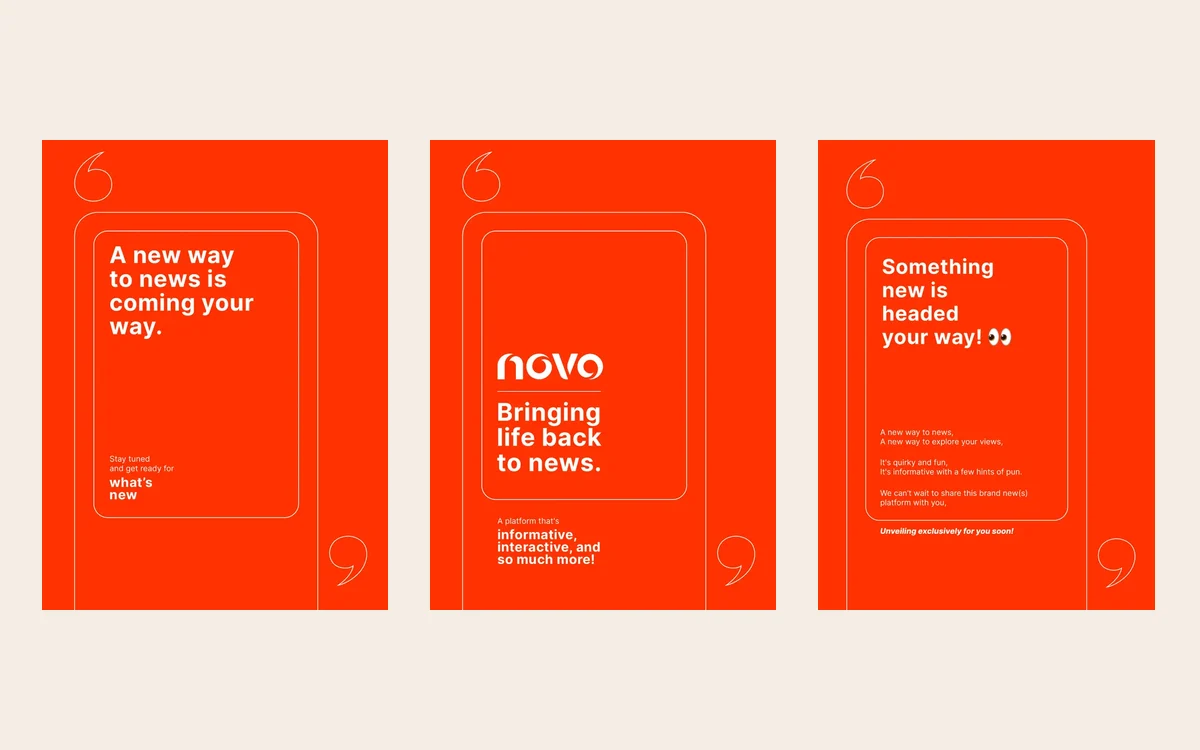 A new way
to news is
coming your
way.
Stay tuned
and get ready for
what's
new
novo
Bringing
life back
to news.
A platform that's
informative,
interactive, and
so much more!
Something
new is
headed
your way! 👀
A new way to news,
A new way to explore your views,
It's quirky and fun,
It's informative with a few hints of pun.
We can't wait to share this brand new(s)
platform with you,
Unveiling exclusively for you soon!